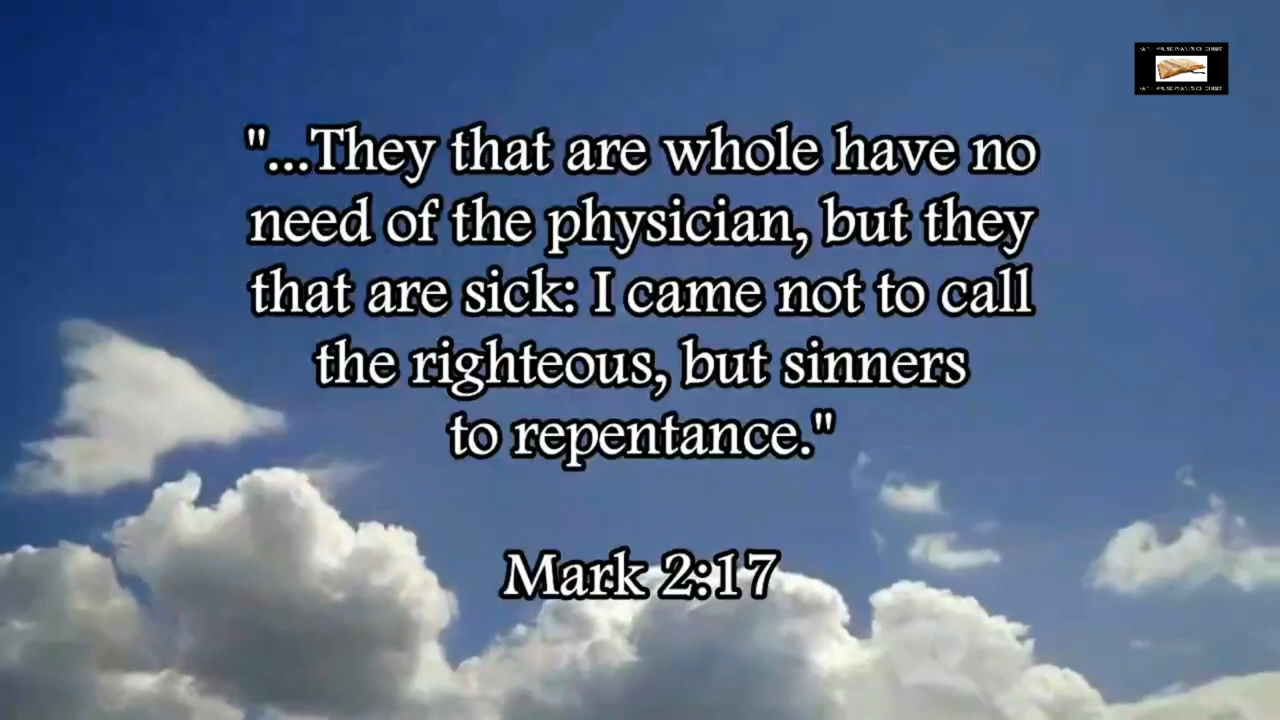 "...They that are whole have no
need of the physician, but they
that are sick: I came not to call
the righteous, but sinners
to repentance."
Mark 2:17